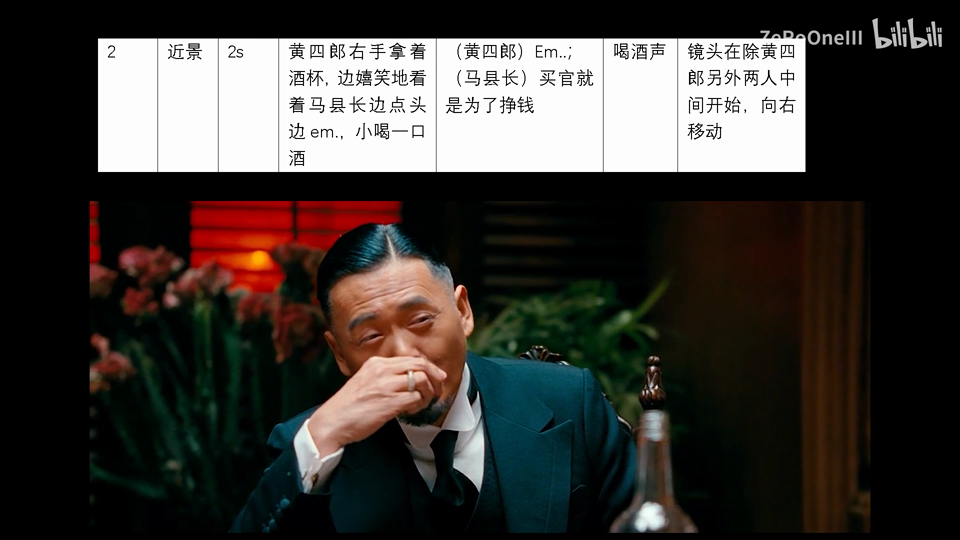 ZeRoOneIII bilibili
2
近景
2s
黄四郎右手拿着
酒杯，边嬉笑地看
着马县长边点头
边 em.，小喝一口
酒
（黄四郎）Em..；
（马县长）买官就
是为了挣钱
喝酒声
镜头在除黄四
郎另外两人中
间开始，向右
移动